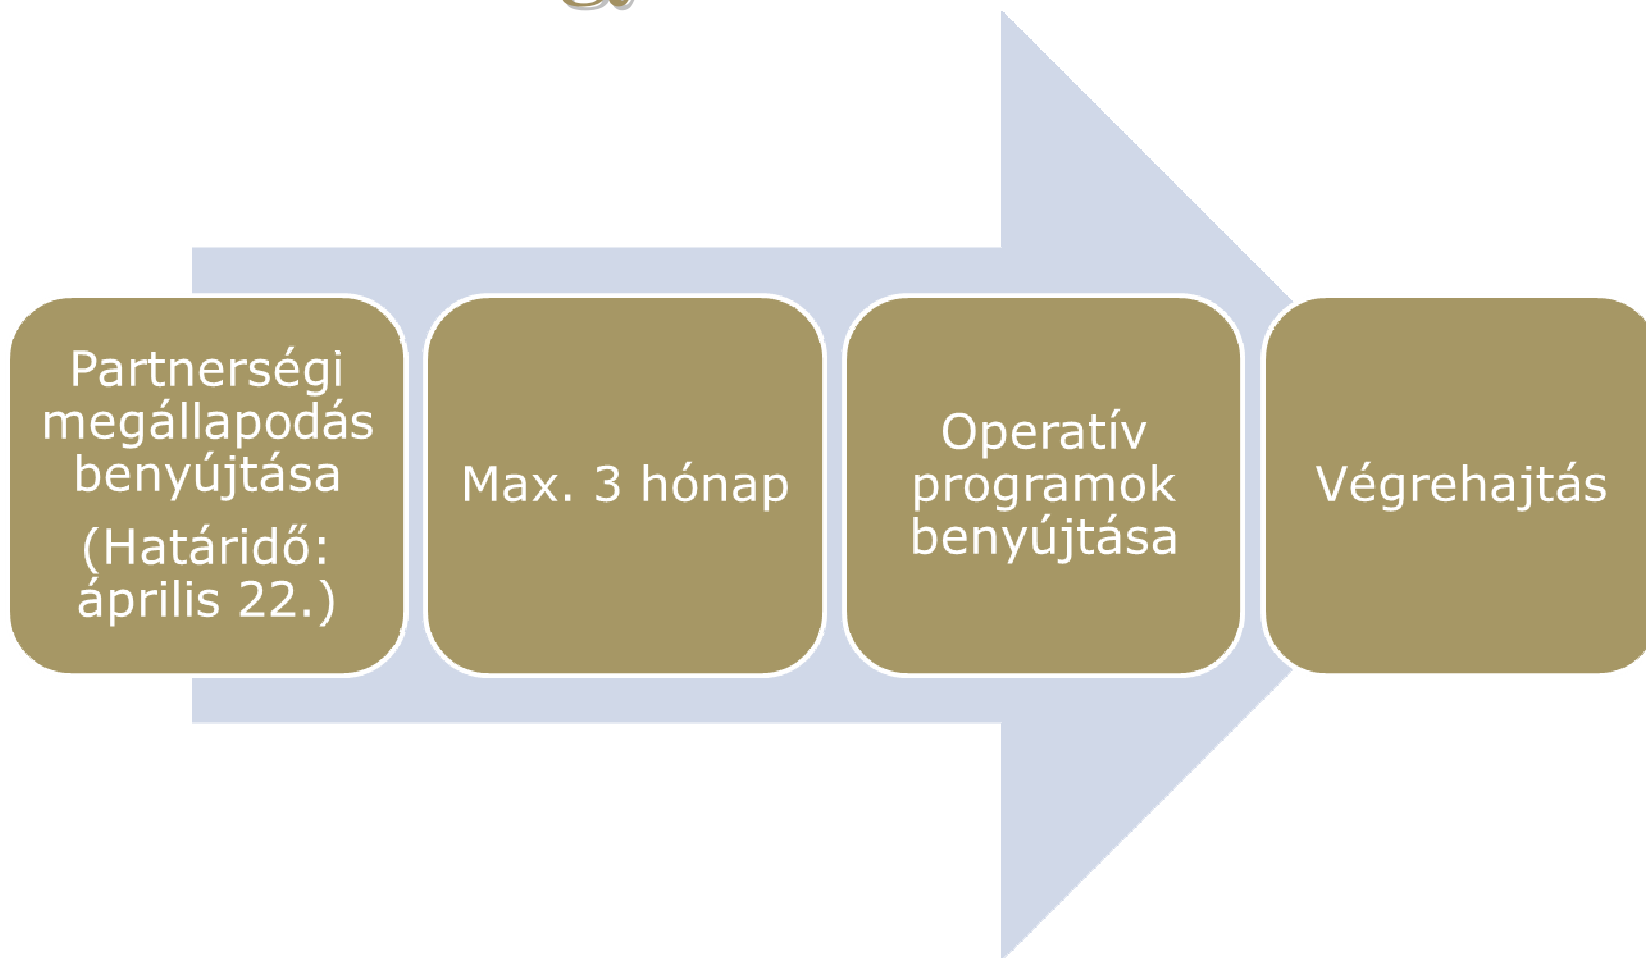 Partnerségi
megállapodás
benyújtása
(Határidő:
április 22.)
Max. 3 hónap
Operatív
programok
benyújtása
Végrehajtás